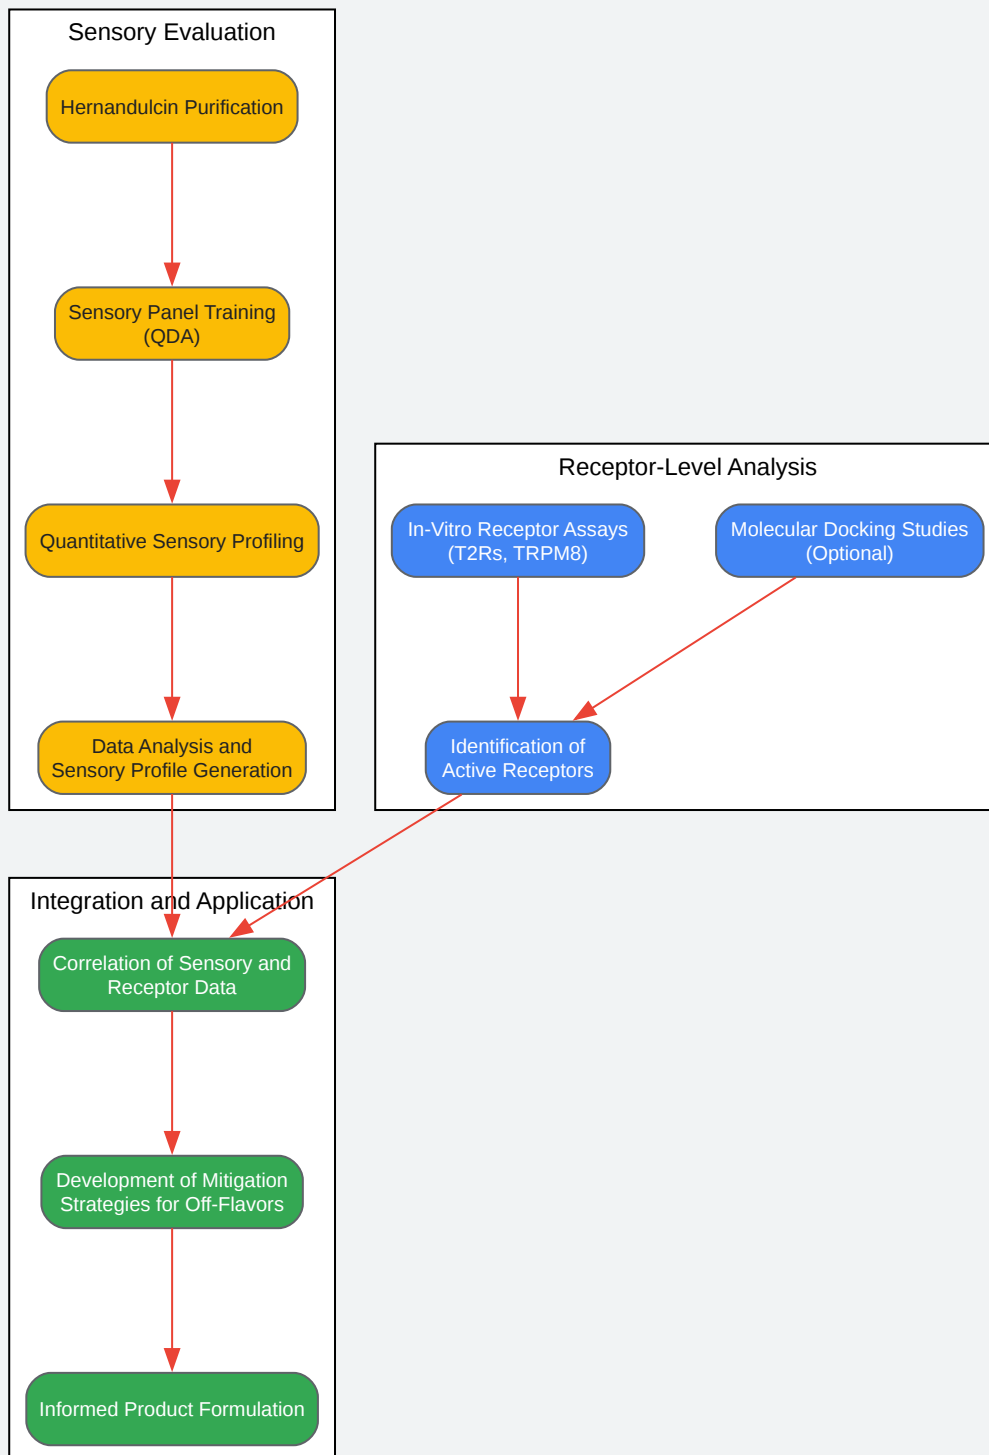 Sensory Evaluation
Hernandulcin Purification
Sensory Panel Training
(QDA)
Quantitative Sensory Profiling
Data Analysis and
Sensory Profile Generation
Receptor-Level Analysis
In-Vitro Receptor Assays
(T2Rs, TRPM8)
Molecular Docking Studies
(Optional)
Identification of
Active Receptors
Integration and Application
Correlation of Sensory and
Receptor Data
Development of Mitigation
Strategies for Off-Flavors
Informed Product Formulation